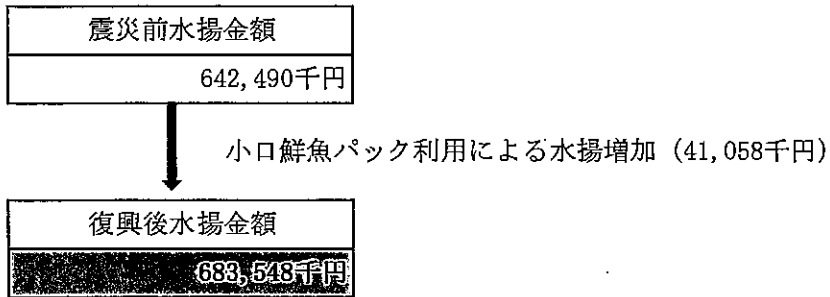 震災前水揚金額
642,490千円
小口鮮魚パック利用による水揚増加（41,058千円）
復興後水揚金額
683,548千円